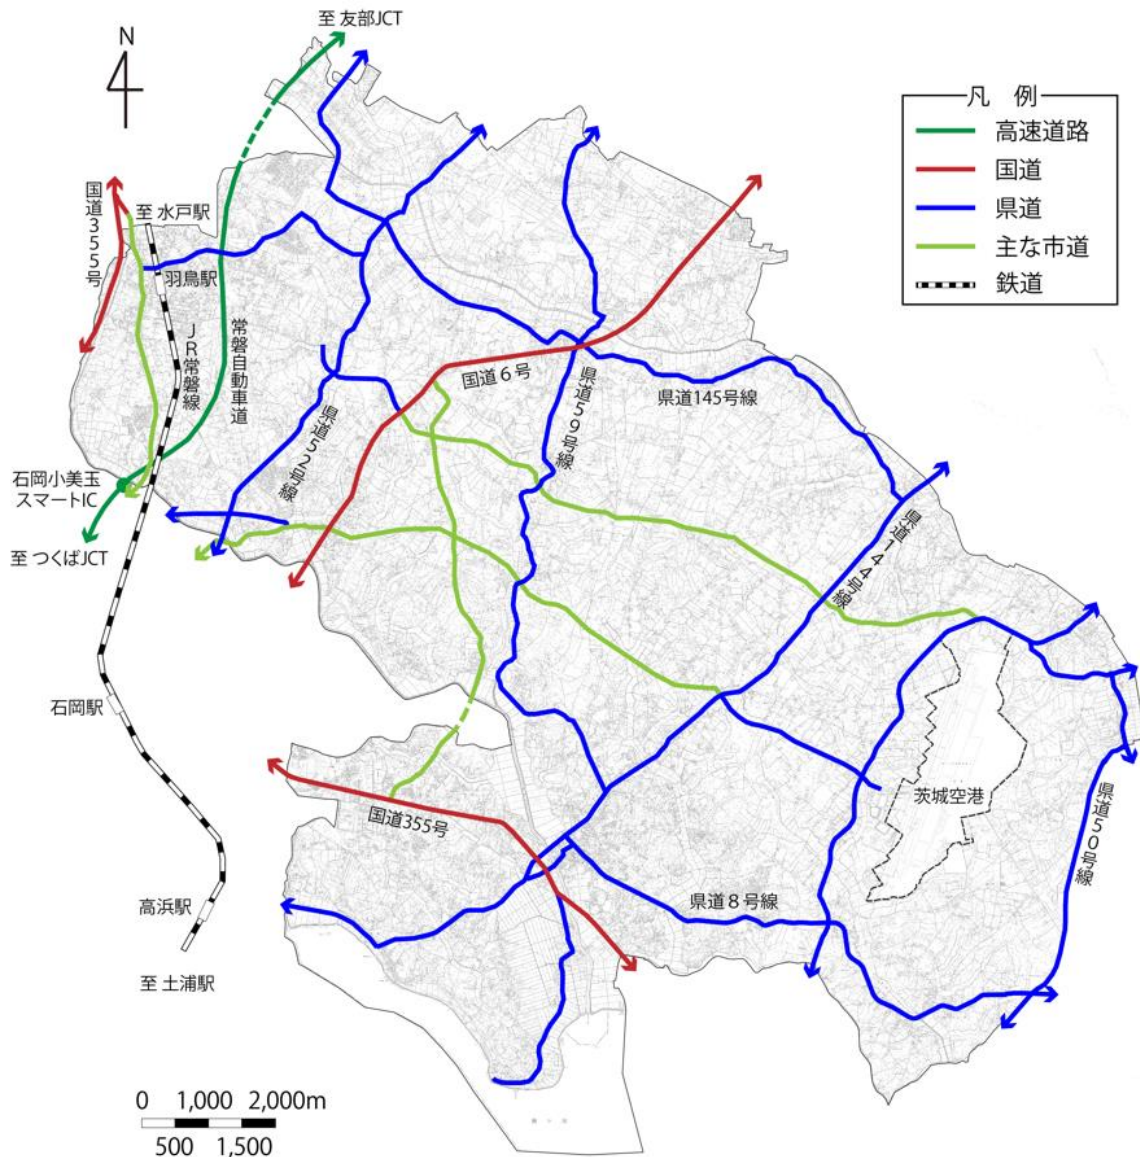 至 友部JCT
N
凡 例
高速道路
国道
県道
主な市道
鉄道
国道355号
至 水戸駅
羽鳥駅
JR常磐線
常磐自動車道
国道6号
県道59号線
県道145号線
県道52号線
石岡小美玉
スマートIC
至 つくばJCT
県道144号線
石岡駅
茨城空港
県道50号線
国道355号
県道8号線
高浜駅
至 土浦駅
0 1,000 2,000m
500 1,500